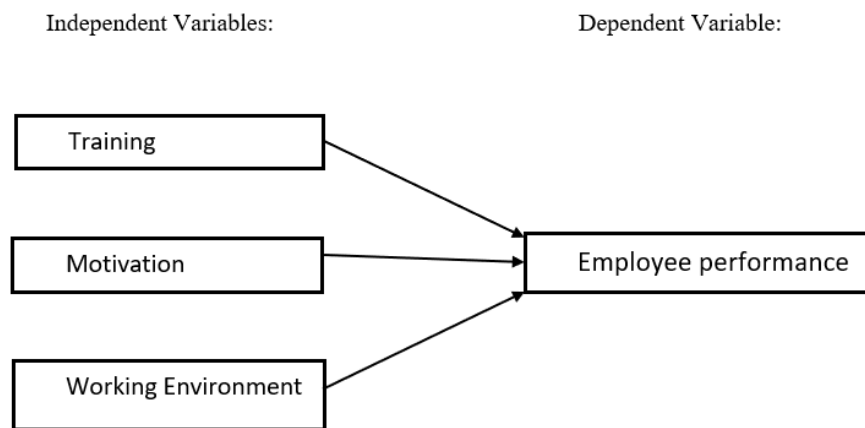 Independent Variables:
Dependent Variable:
Training
Motivation
Employee performance
Working Environment